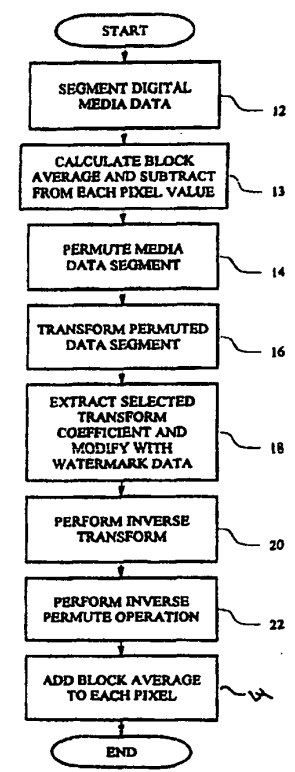 START
SEGMENT DIGITAL
MEDIA DATA
12
CALCULATE BLOCK
AVERAGE AND SUBTRACT
FROM EACH PIXEL VALUE
13
PERMUTE MEDIA
DATA SEGMENT
14
TRANSFORM PERMUTED
DATA SEGMENT
16
EXTRACT SELECTED
TRANSFORM
COEFFICIENT AND
MODIFY WITH
WATERMARK DATA
18
PERFORM INVERSE
TRANSFORM
20
PERFORM INVERSE
PERMUTE OPERATION
22
ADD BLOCK AVERAGE
TO EACH PIXEL
END